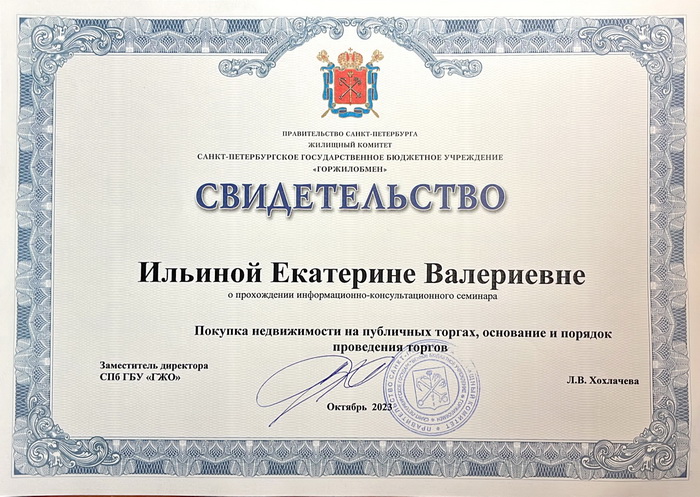 ПРАВИТЕЛЬСТВО САНКТ-ПЕТЕРБУРГА
ЖИЛИЩНЫЙ КОМИТЕТ
САНКТ-ПЕТЕРБУРГСКОЕ ГОСУДАРСТВЕННОЕ БЮДЖЕТНОЕ УЧРЕЖДЕНИЕ
«ГОРЖИЛОБМЕН»
СВИДЕТЕЛЬСТВО
Ильиной Екатерине Валериевне
о прохождении информационно-консультационного семинара
Покупка недвижимости на публичных торгах, основание и порядок
проведения торгов
Заместитель директора
СПб ГБУ «ГЖО»
Л.В. Хохлачева
Октябрь 2023